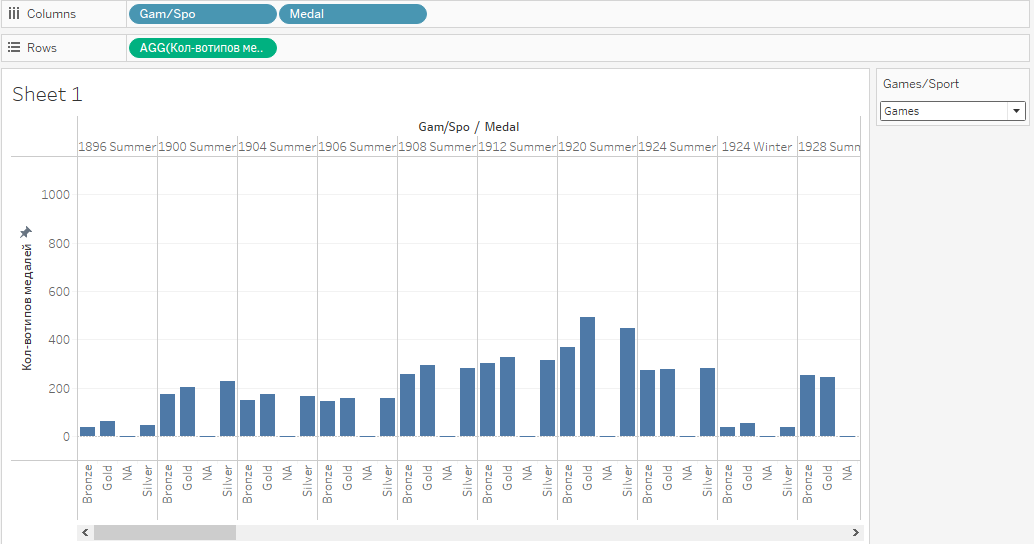 Columns
Gam/Spo
Medal
Rows
AGG(Кол-вотипов ме..
Sheet 1
Games/Sport
Games
Gam/Spo / Medal
1896 Summer 1900 Summer 1904 Summer 1906 Summer 1908 Summer 1912 Summer 1920 Summer 1924 Summer 1924 Winter 1928 Summ
Кол-вотипов медалей
1000
800
600
400
200
0
Bronze Gold NA Silver Bronze Gold NA Silver Bronze Gold NA Silver Bronze Gold NA Silver Bronze Gold NA Silver Bronze Gold NA Silver Bronze Gold NA Silver Bronze Gold NA Silver Bronze Gold NA Silver Bronze Gold NA